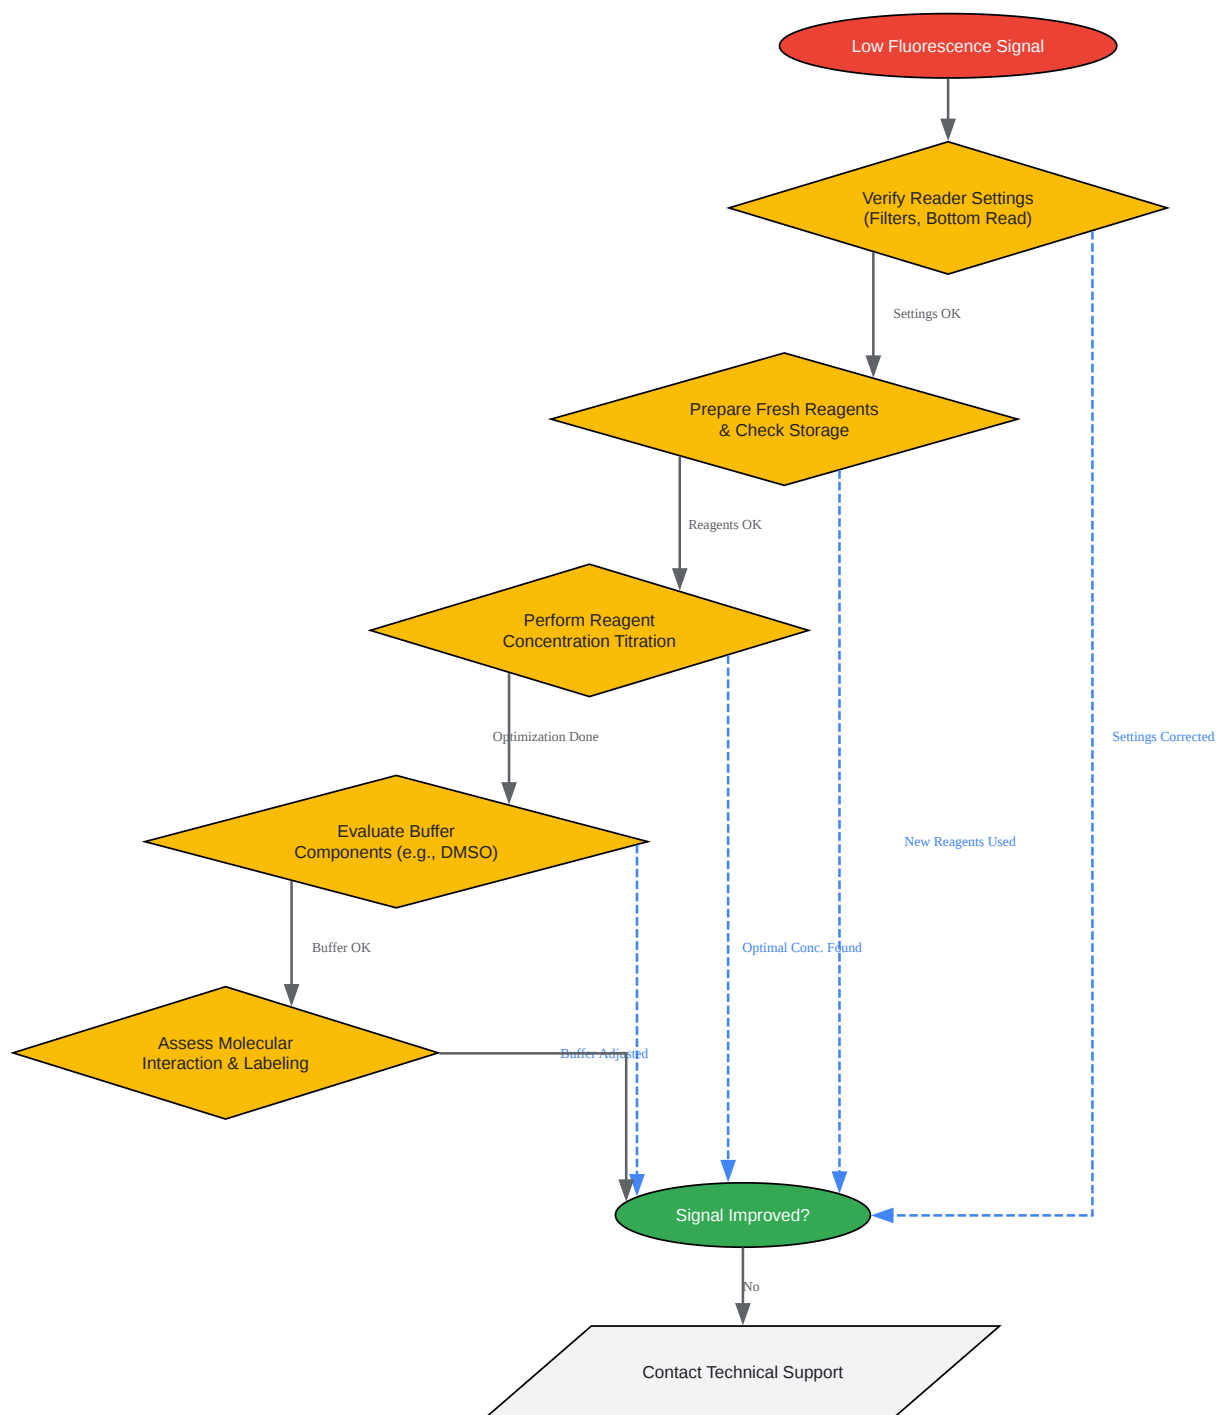 Low Fluorescence Signal
Verify Reader Settings
(Filters, Bottom Read)
Settings OK
Prepare Fresh Reagents
& Check Storage
Reagents OK
Perform Reagent
Concentration Titration
Optimization Done
Settings Corrected
Evaluate Buffer
Components (e.g., DMSO)
New Reagents Used
Buffer OK
Optimal Conc. Found
Assess Molecular
Interaction & Labeling
Buffer Adjusted
Signal Improved?
No
Contact Technical Support